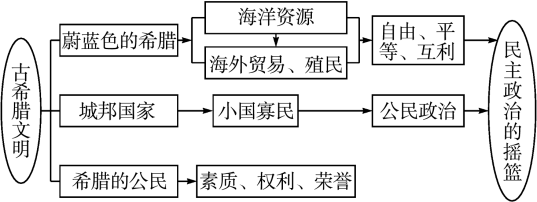 古希腊文明
蔚蓝色的希腊
海洋资源
海外贸易、殖民
自由、平
等、互利
城邦国家
小国寡民
公民政治
希腊的公民
素质、权利、荣誉
民主政治的摇篮